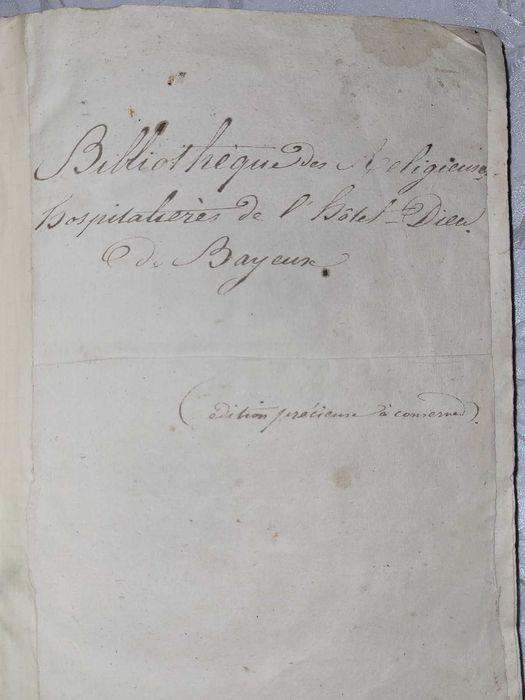 Bibliothèque des Religieuses
hospitalières de l'hôtel-Dieu
de Bayeux
(édition précieuse à conserver)